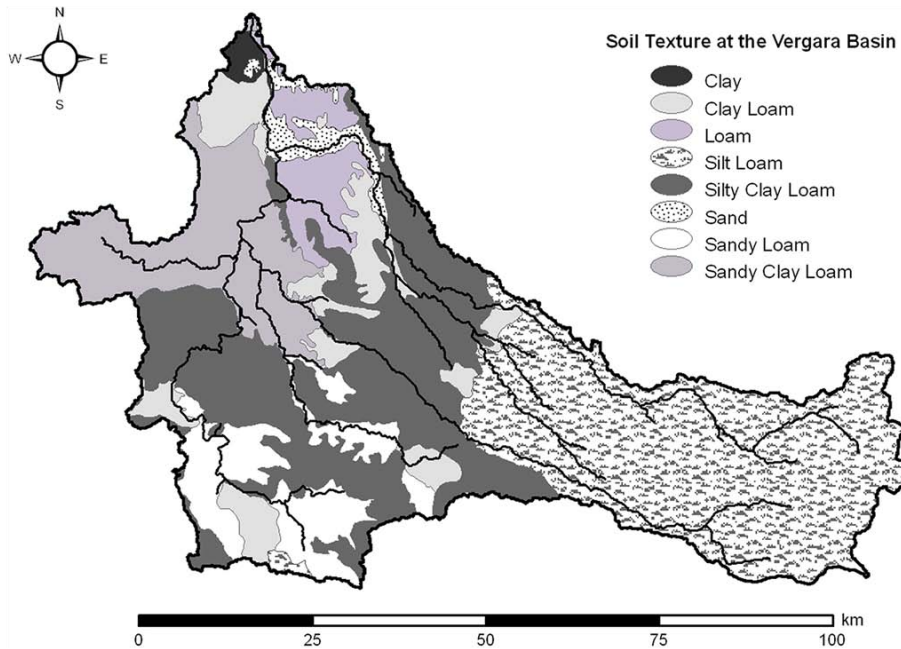 N
W E
S
Soil Texture at the Vergara Basin
Clay
Clay Loam
Loam
Silt Loam
Silty Clay Loam
Sand
Sandy Loam
Sandy Clay Loam
km
0 25 50 75 100